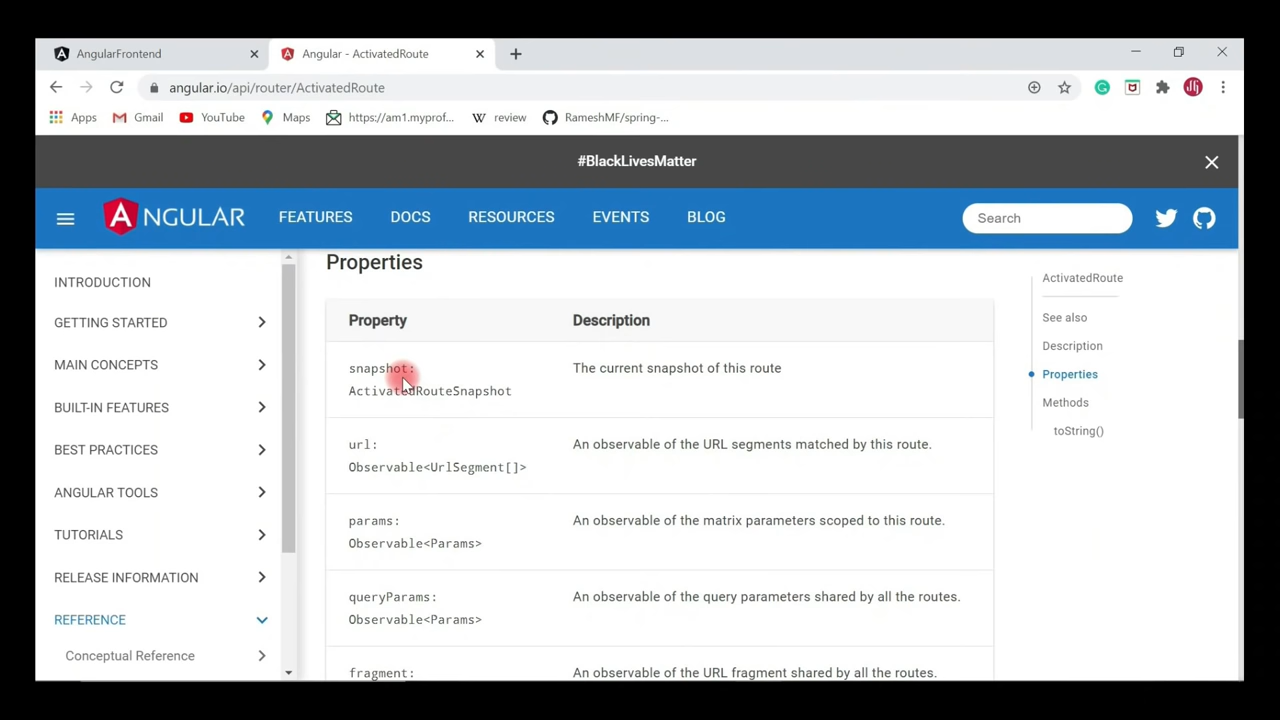 AngularFrontend
Angular - ActivatedRoute
angular.io/api/router/ActivatedRoute
Apps
Gmail
YouTube
Maps
https://am1.myprof...
W review
RameshMF/spring-...
#BlackLivesMatter
ANGULAR
FEATURES
DOCS
RESOURCES
EVENTS
BLOG
Search
INTRODUCTION
GETTING STARTED
MAIN CONCEPTS
BUILT-IN FEATURES
BEST PRACTICES
ANGULAR TOOLS
TUTORIALS
RELEASE INFORMATION
REFERENCE
Conceptual Reference
Properties
Property Description
snapshot: The current snapshot of this route
ActivatedRouteSnapshot
url: An observable of the URL segments matched by this route.
Observable<UrlSegment[]>
params: An observable of the matrix parameters scoped to this route.
Observable<Params>
queryParams: An observable of the query parameters shared by all the routes.
Observable<Params>
fragment: An observable of the URL fragment shared by all the routes.
ActivatedRoute
See also
Description
Properties
Methods
toString()